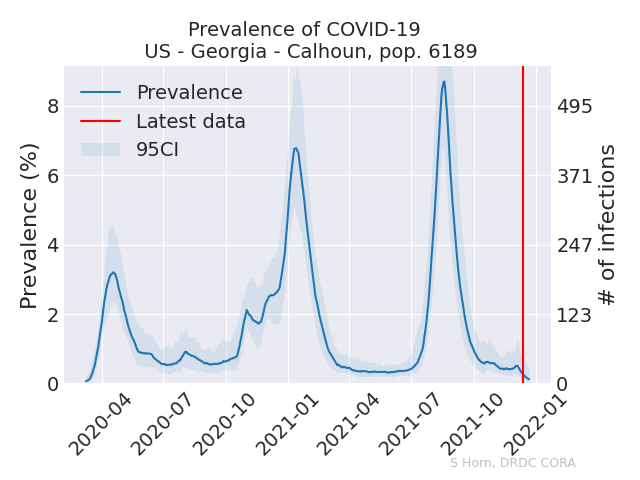 Prevalence of COVID-19
US - Georgia - Calhoun, pop. 6189
Prevalence
Latest data
95CI
Prevalence (%)
8
6
4
2
0
495
371
247
123
0
# of infections
2020-04
2020-07
2020-10
2021-01
2021-04
2021-07
2021-10
2022-01
S Horn, DRDC CORA